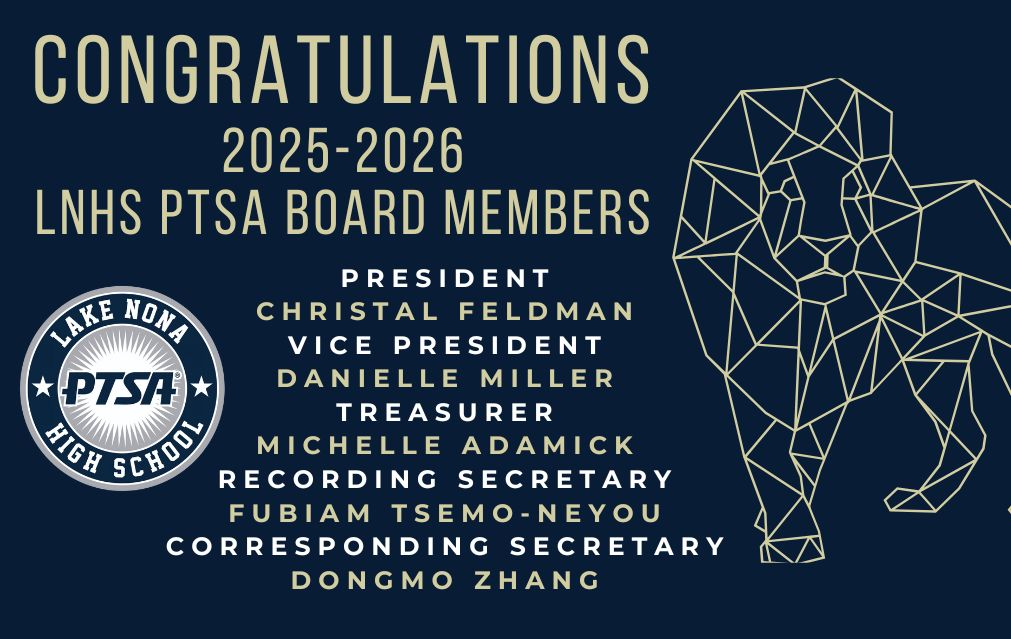 CONGRATULATIONS
2025-2026
LNHS PTSA BOARD MEMBERS
PRESIDENT
CHRISTAL FELDMAN
VICE PRESIDENT
DANIELLE MILLER
TREASURER
MICHELLE ADAMICK
RECORDING SECRETARY
FUBIAM TSEMO-NEYOU
CORRESPONDING SECRETARY
DONGMO ZHANG
LAKE NONA
PTSA®
HIGH SCHOOL